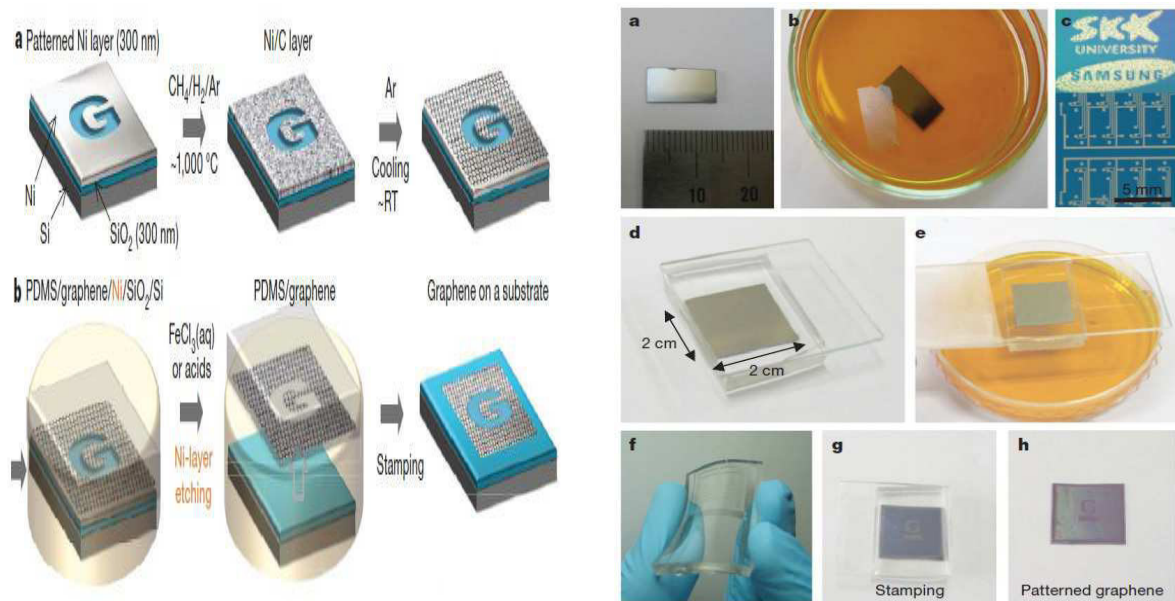 a Patterned Ni layer (300 nm)
Ni/C layer
CH₄/H₂/Ar
~1,000 °C
Ar
Cooling
~RT
Ni
Si
SiO₂ (300 nm)
b PDMS/graphene/Ni/SiO₂/Si
PDMS/graphene
Graphene on a substrate
FeCl₃(aq)
or acids
Ni-layer
etching
Stamping
a
10
20
b
c
SKK
UNIVERSITY
SAMSUNG
5 mm
d
2 cm
2 cm
e
f
g
Stamping
h
Patterned graphene
G
G
G
G
G
G
G
G